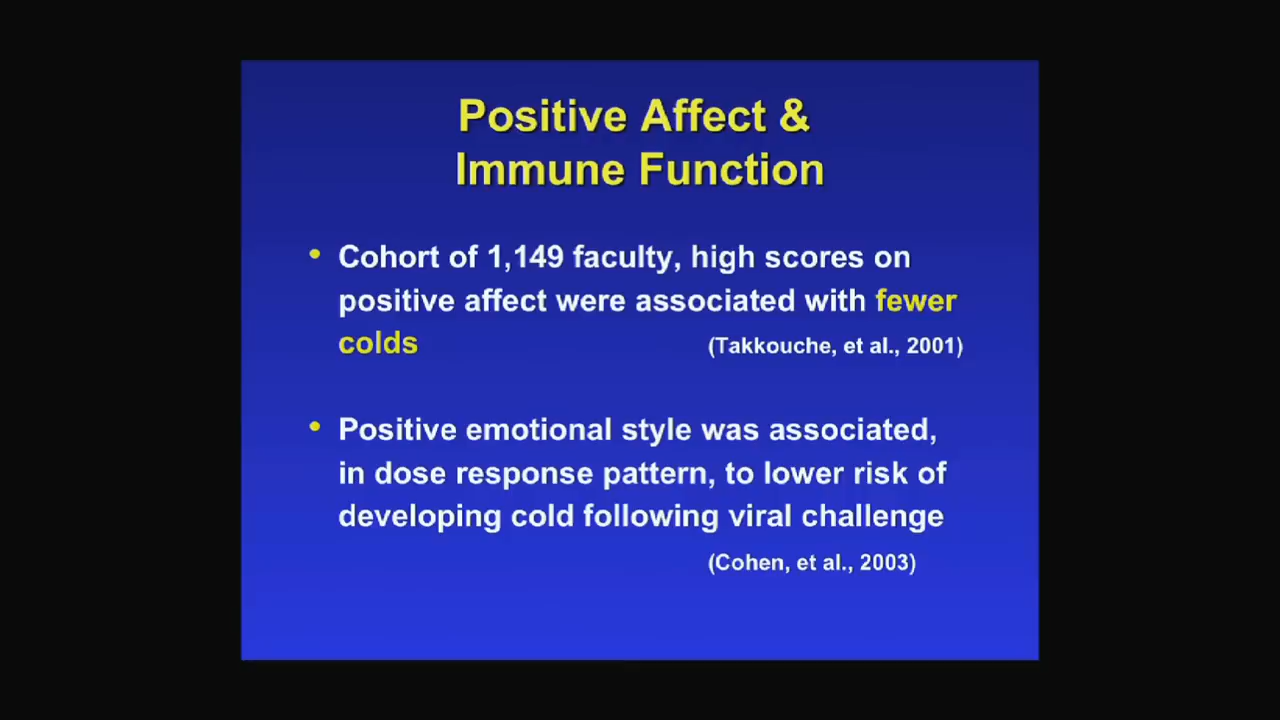 Positive Affect &
Immune Function
• Cohort of 1,149 faculty, high scores on
positive affect were associated with fewer
colds (Takkouche, et al., 2001)
• Positive emotional style was associated,
in dose response pattern, to lower risk of
developing cold following viral challenge
(Cohen, et al., 2003)